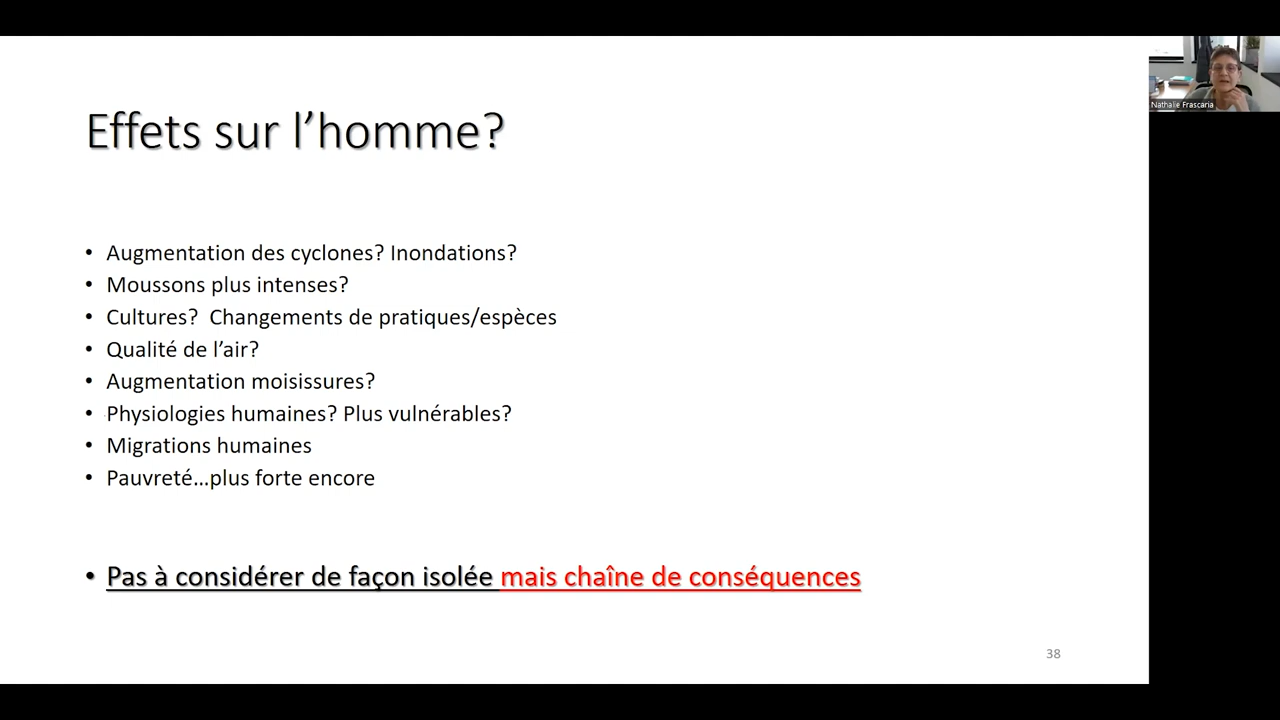 Effets sur l’homme?
• Augmentation des cyclones? Inondations?
• Moussons plus intenses?
• Cultures?  Changements de pratiques/espèces
• Qualité de l’air?
• Augmentation moisissures?
• Physiologies humaines? Plus vulnérables?
• Migrations humaines
• Pauvreté…plus forte encore
• Pas à considérer de façon isolée mais chaîne de conséquences
38
Nathalie Frascaria